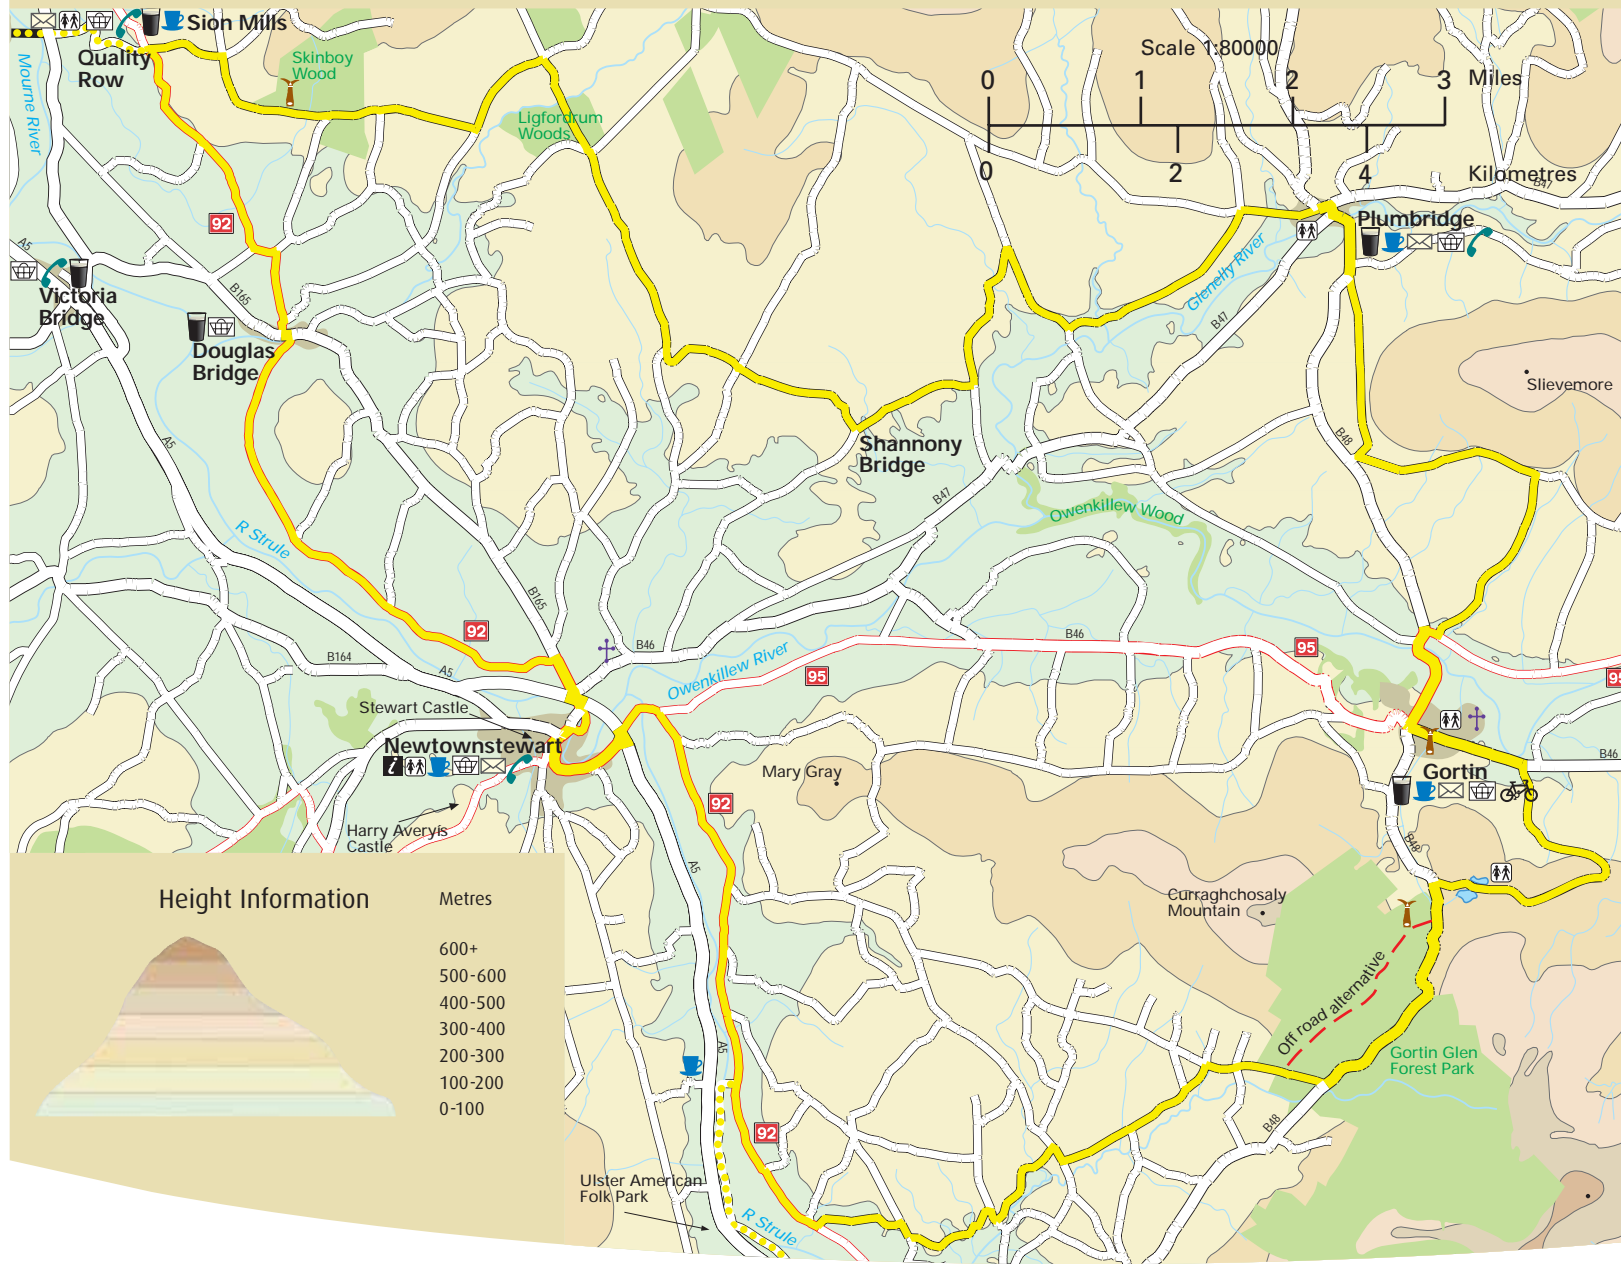 Sion Mills
Quality
Row
Skinboy
Wood
Mourne River
Ligfordrum
Woods
Scale 1:80000
0 1 2 3 Miles
0 2 4 Kilometres
B47
Plumbridge
Glenelly River
B47
92
A5
Victoria
Bridge
B165
Douglas
Bridge
A5
Slievemore
Shannony
Bridge
B48
B47
Owenkillew Wood
R Strule
B165
92
B46
B46
95
95
B164
A5
Owenkillew River
95
Stewart Castle
Newtownstewart
i
Mary Gray
Gortin
B46
92
Harry Averyís
Castle
B48
A5
Curraghchosaly
Mountain
Off road alternative
Gortin Glen
Forest Park
B48
A5
92
Ulster American
Folk Park
R Strule
Height Information
Metres
600+
500-600
400-500
300-400
200-300
100-200
0-100